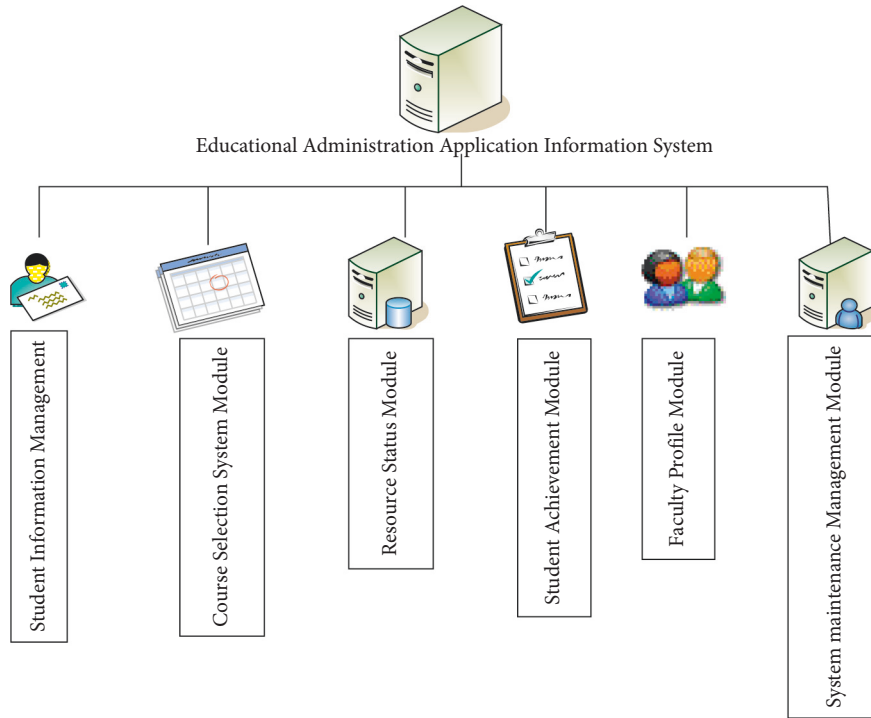 Educational Administration Application Information System
Student Information Management
Course Selection System Module
Resource Status Module
Student Achievement Module
Faculty Profile Module
System maintenance Management Module